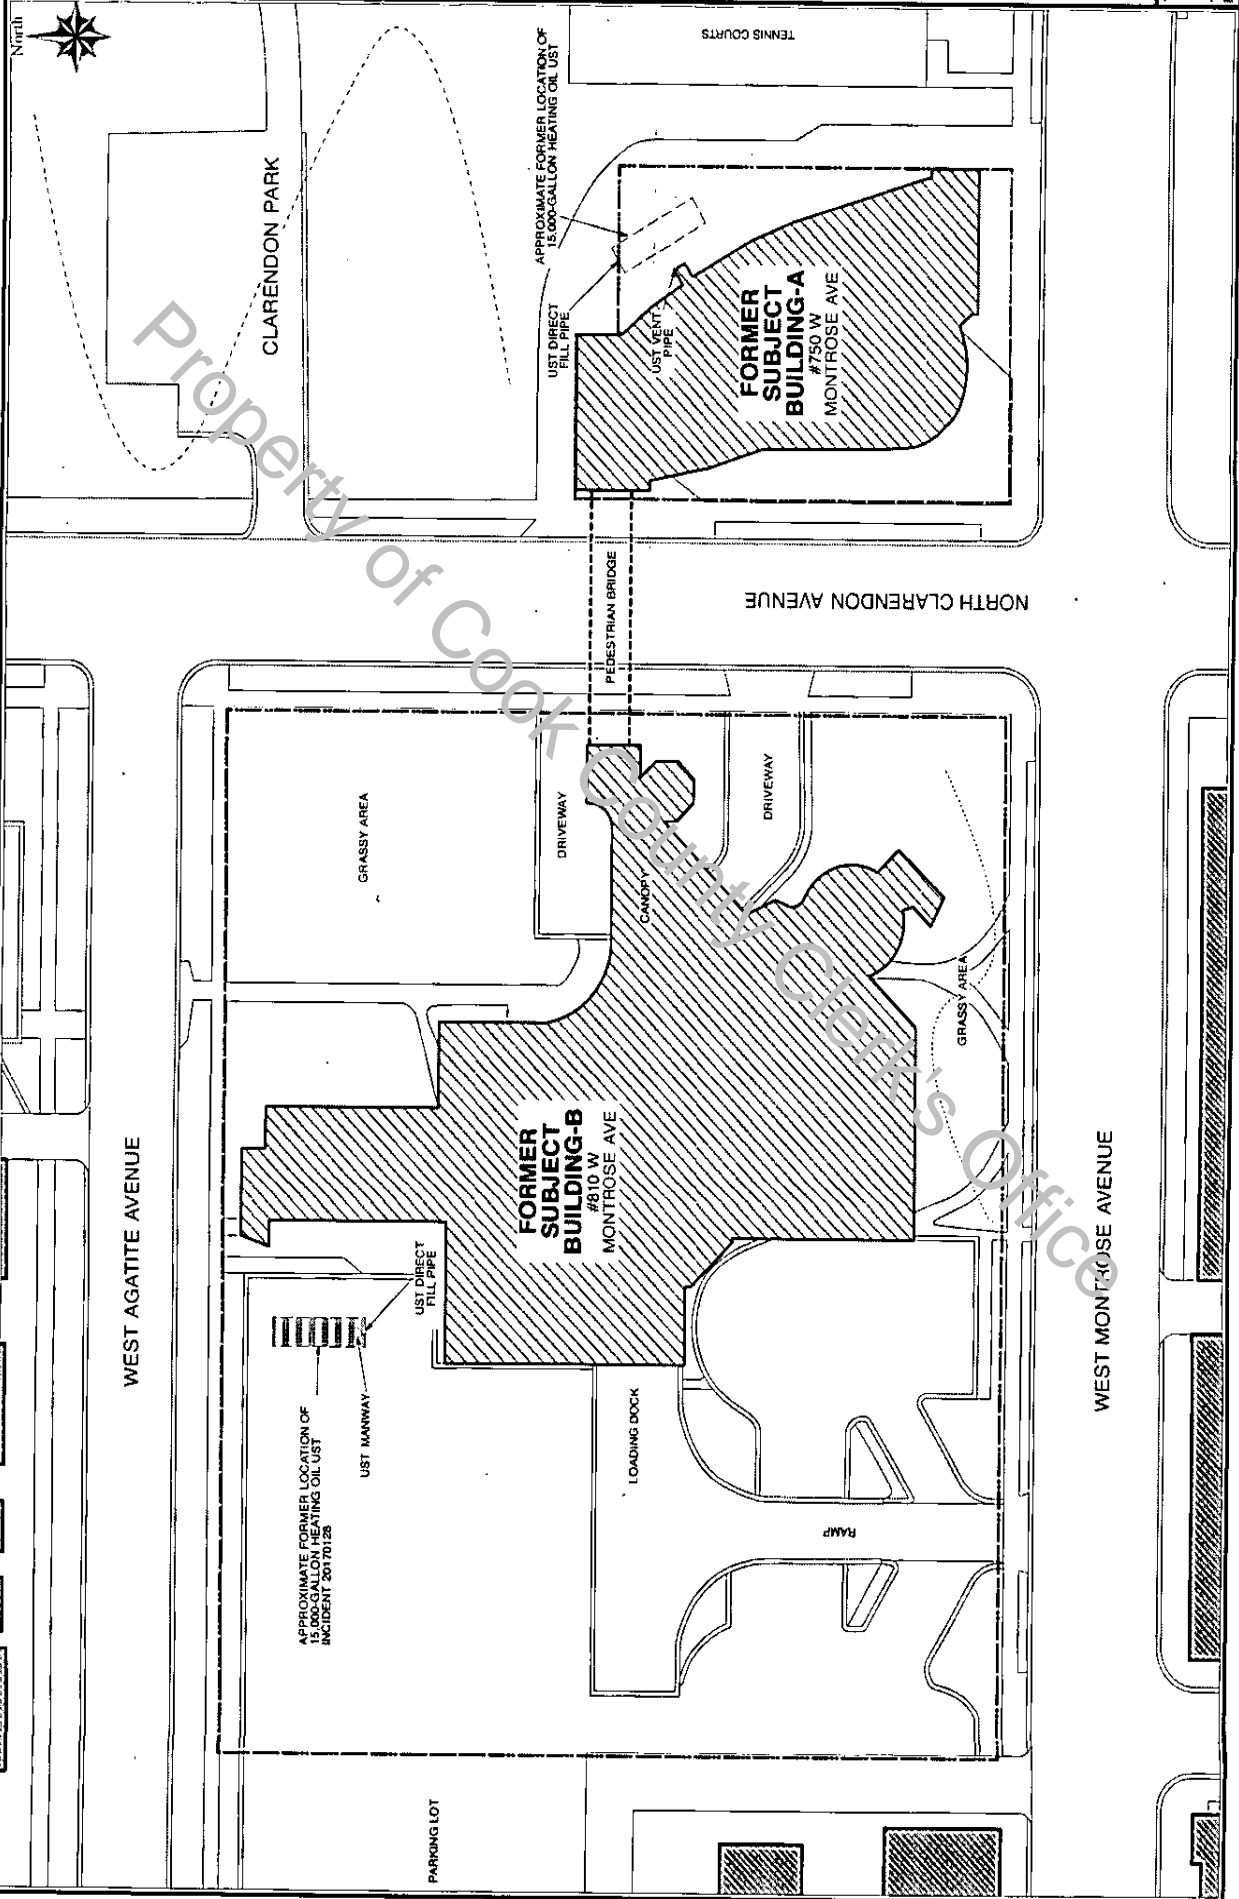 North
CLARENDON PARK
TENNIS COURTS
APPROXIMATE FORMER LOCATION OF
15,000-GALLON HEATING OIL UST
UST DIRECT
FILL PIPE
UST VENT
PIPE
FORMER
SUBJECT
BUILDING-A
#750 W
MONTROSE AVE
NORTH CLARENDON AVENUE
PEDESTRIAN BRIDGE
GRASSY AREA
DRIVEWAY
DRIVEWAY
CANOPY
GRASSY AREA
FORMER
SUBJECT
BUILDING-B
#810 W
MONTROSE AVE
WEST AGATITE AVENUE
WEST MONTROSE AVENUE
UST DIRECT
FILL PIPE
UST MANWAY
APPROXIMATE FORMER LOCATION OF
15,000-GALLON HEATING OIL UST
INCIDENT 20170128
LOADING DOCK
RAMP
PARKING LOT
Property of Cook County Clerk's Office